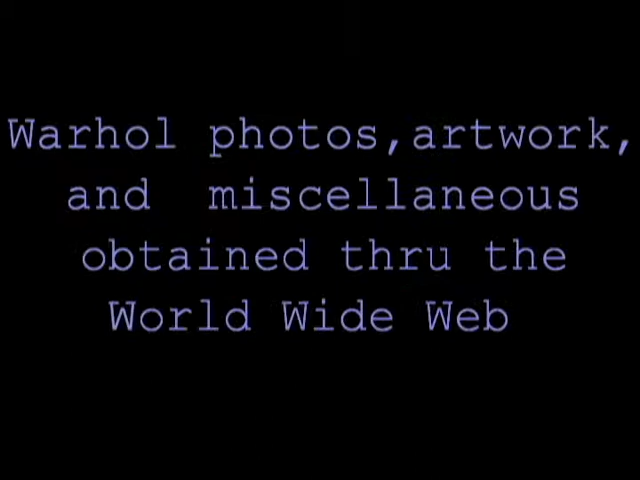 Warhol photos,artwork,
and  miscellaneous
obtained thru the
World Wide Web